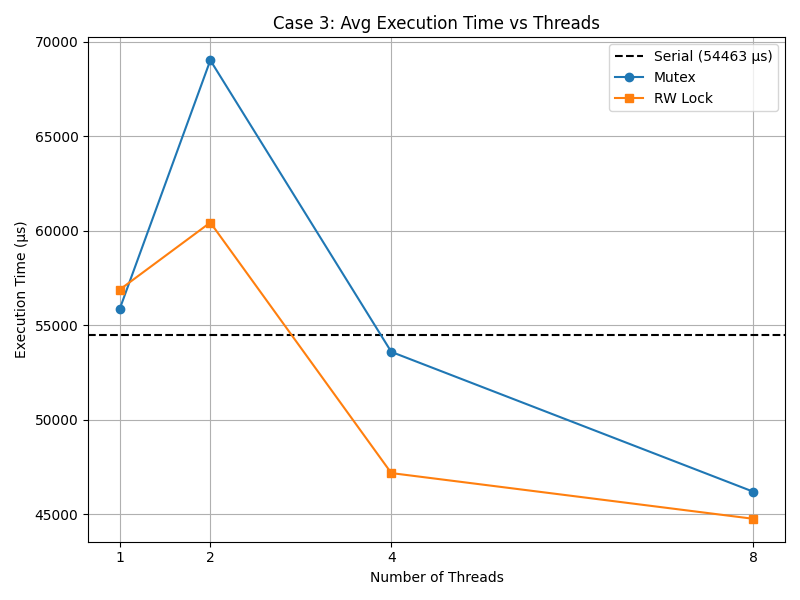 Case 3: Avg Execution Time vs Threads
Serial (54463 µs)
Mutex
RW Lock
70000
65000
60000
55000
50000
45000
Execution Time (µs)
1 2 4 8
Number of Threads